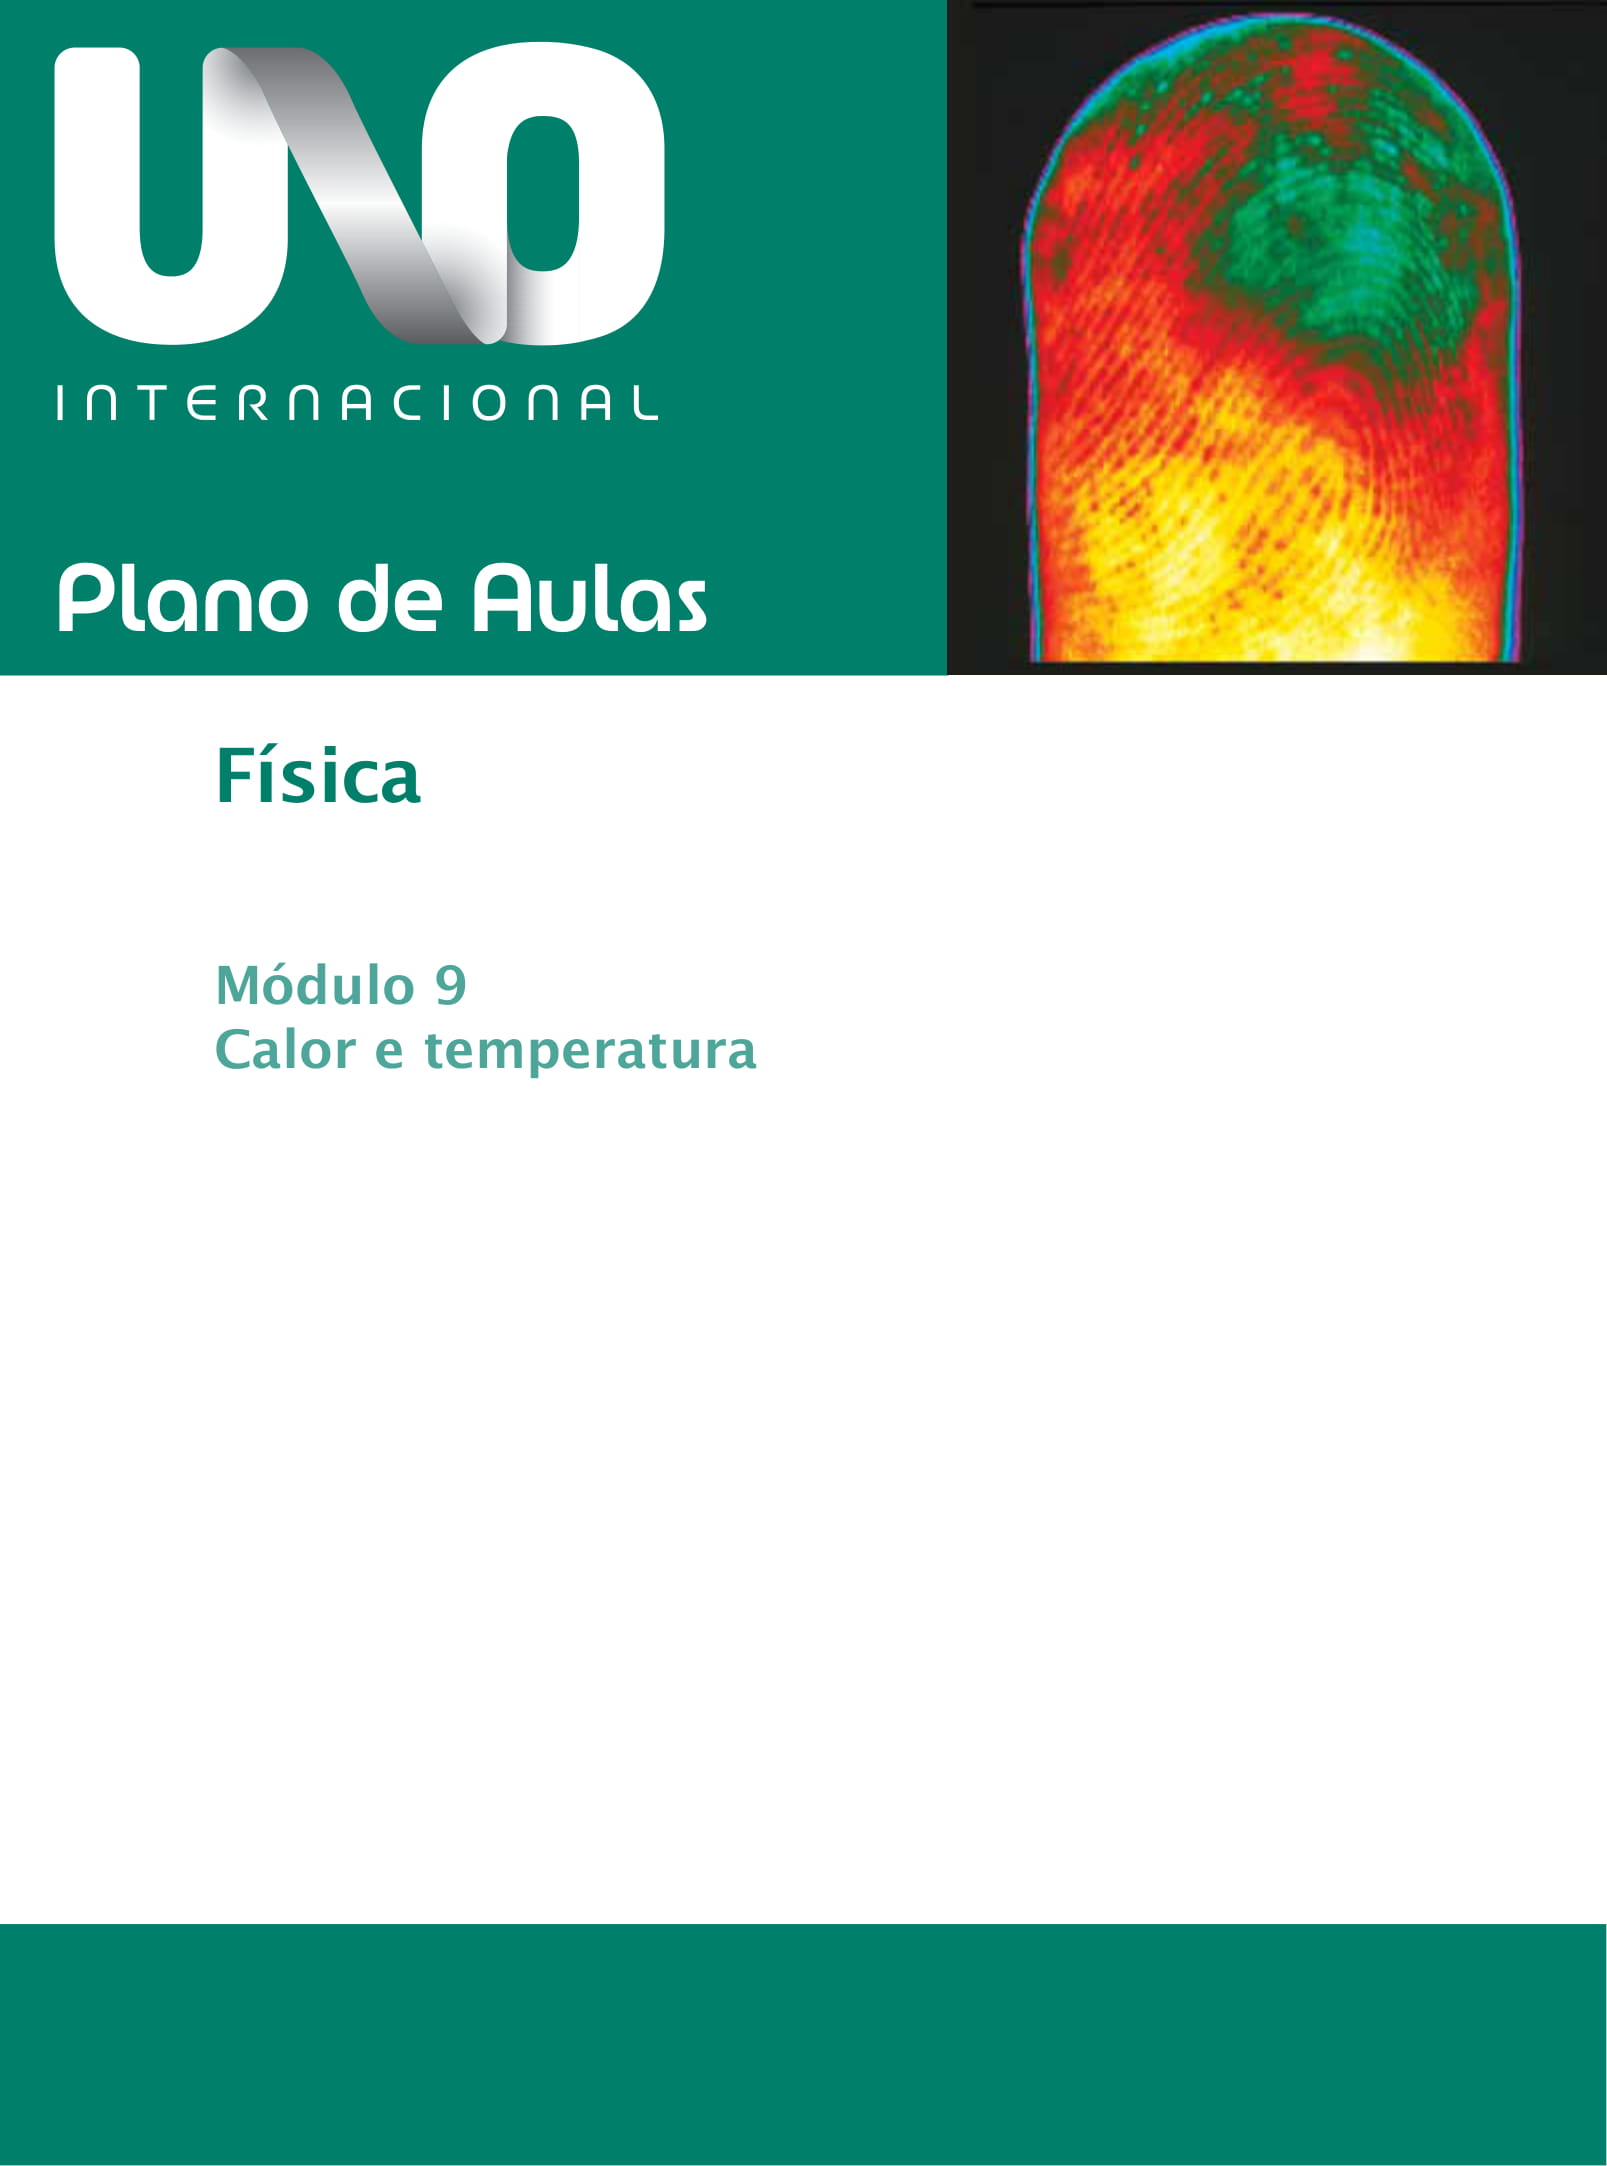 UNO
INTERNACIONAL
Plano de Aulas
Física
Módulo 9
Calor e temperatura